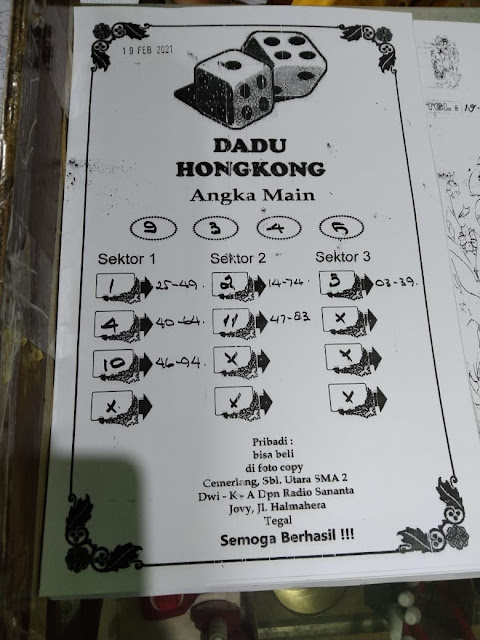 19 FEB 2021
DADU
HONGKONG
Angka Main
9 3 4 5
Sektor 1 Sektor 2 Sektor 3
1 25-49. 2 14-74. 3 03-39.
4 40-64. 11 47-83 x
10 46-94. x x
x x x
Pribadi :
bisa beli
di foto copy
Cemerlang, Sbl. Utara SMA 2
Dwi - K A Dpn Radio Sananta
Jovy, Jl. Halmahera
Tegal
Semoga Berhasil !!!
TGL : 19-